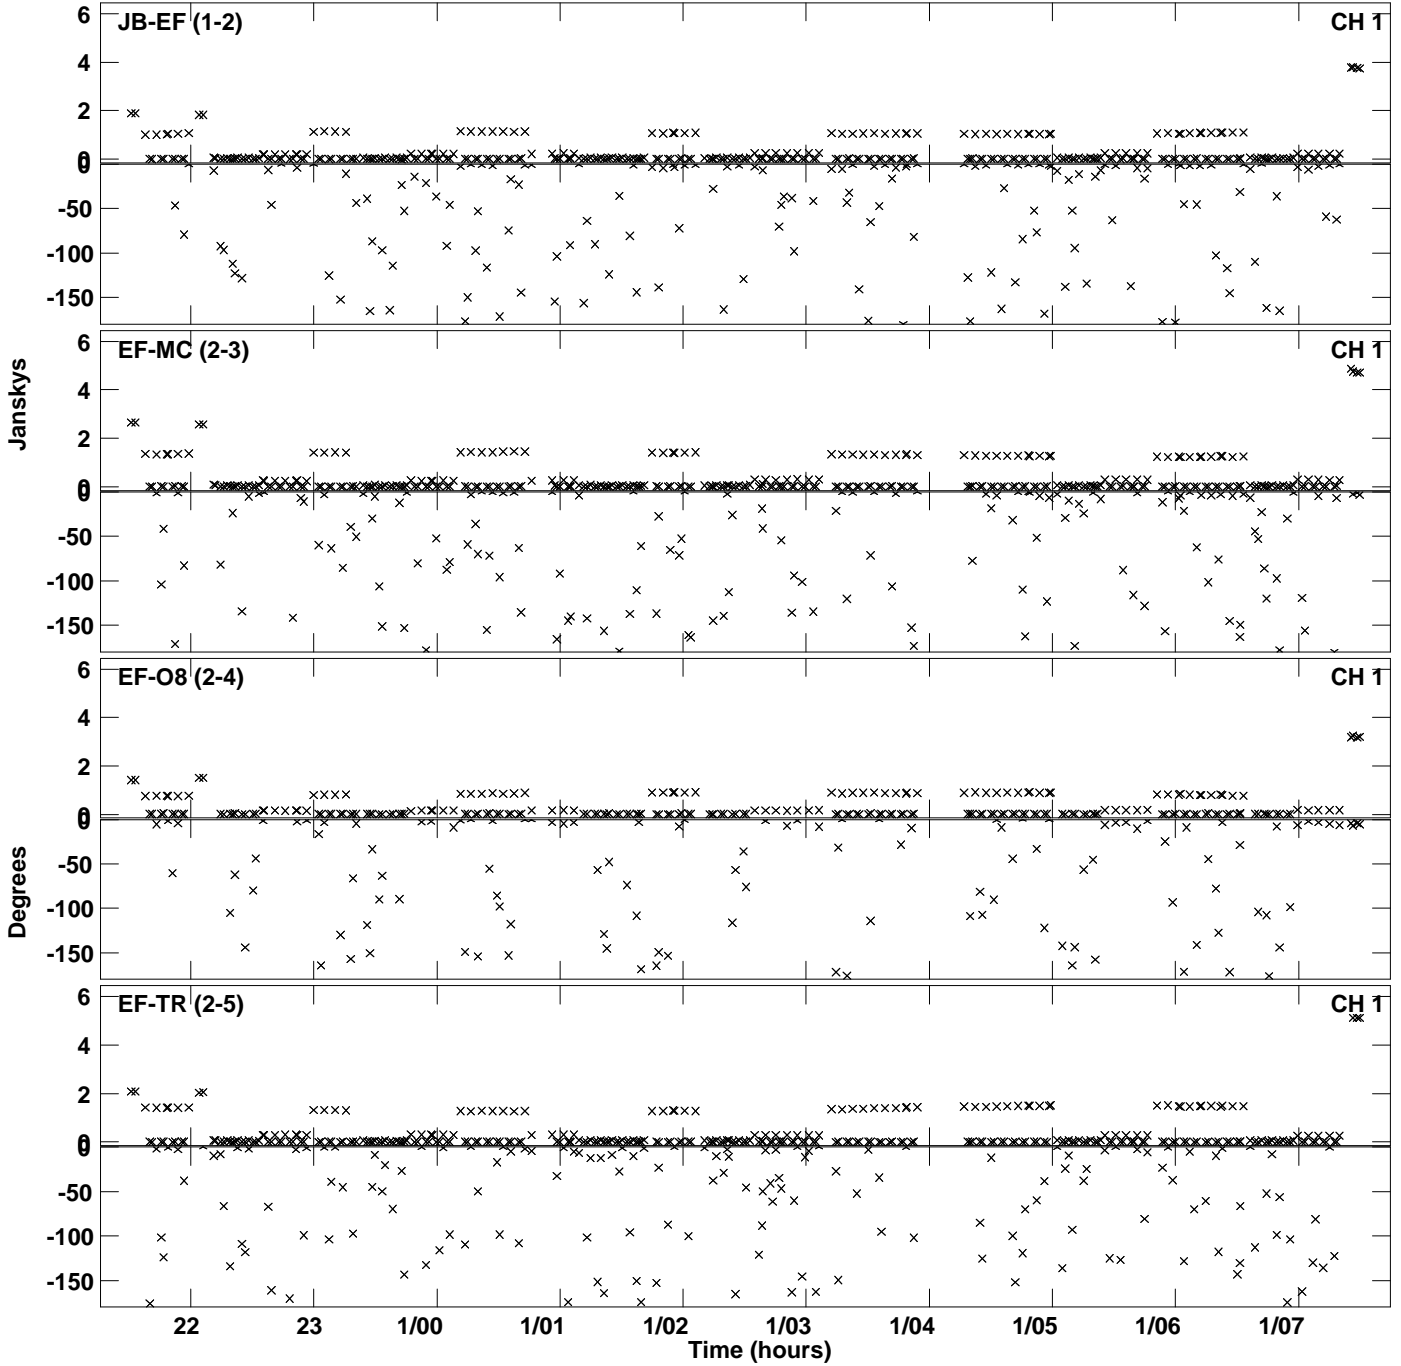 JB-EF (1-2)
CH 1
6
4
2
0
0
-50
-100
-150
EF-MC (2-3)
CH 1
6
4
2
0
0
-50
-100
-150
EF-O8 (2-4)
CH 1
6
4
2
0
0
-50
-100
-150
EF-TR (2-5)
CH 1
6
4
2
0
0
-50
-100
-150
Janskys
Degrees
22 23 1/00 1/01 1/02 1/03 1/04 1/05 1/06 1/07
Time (hours)